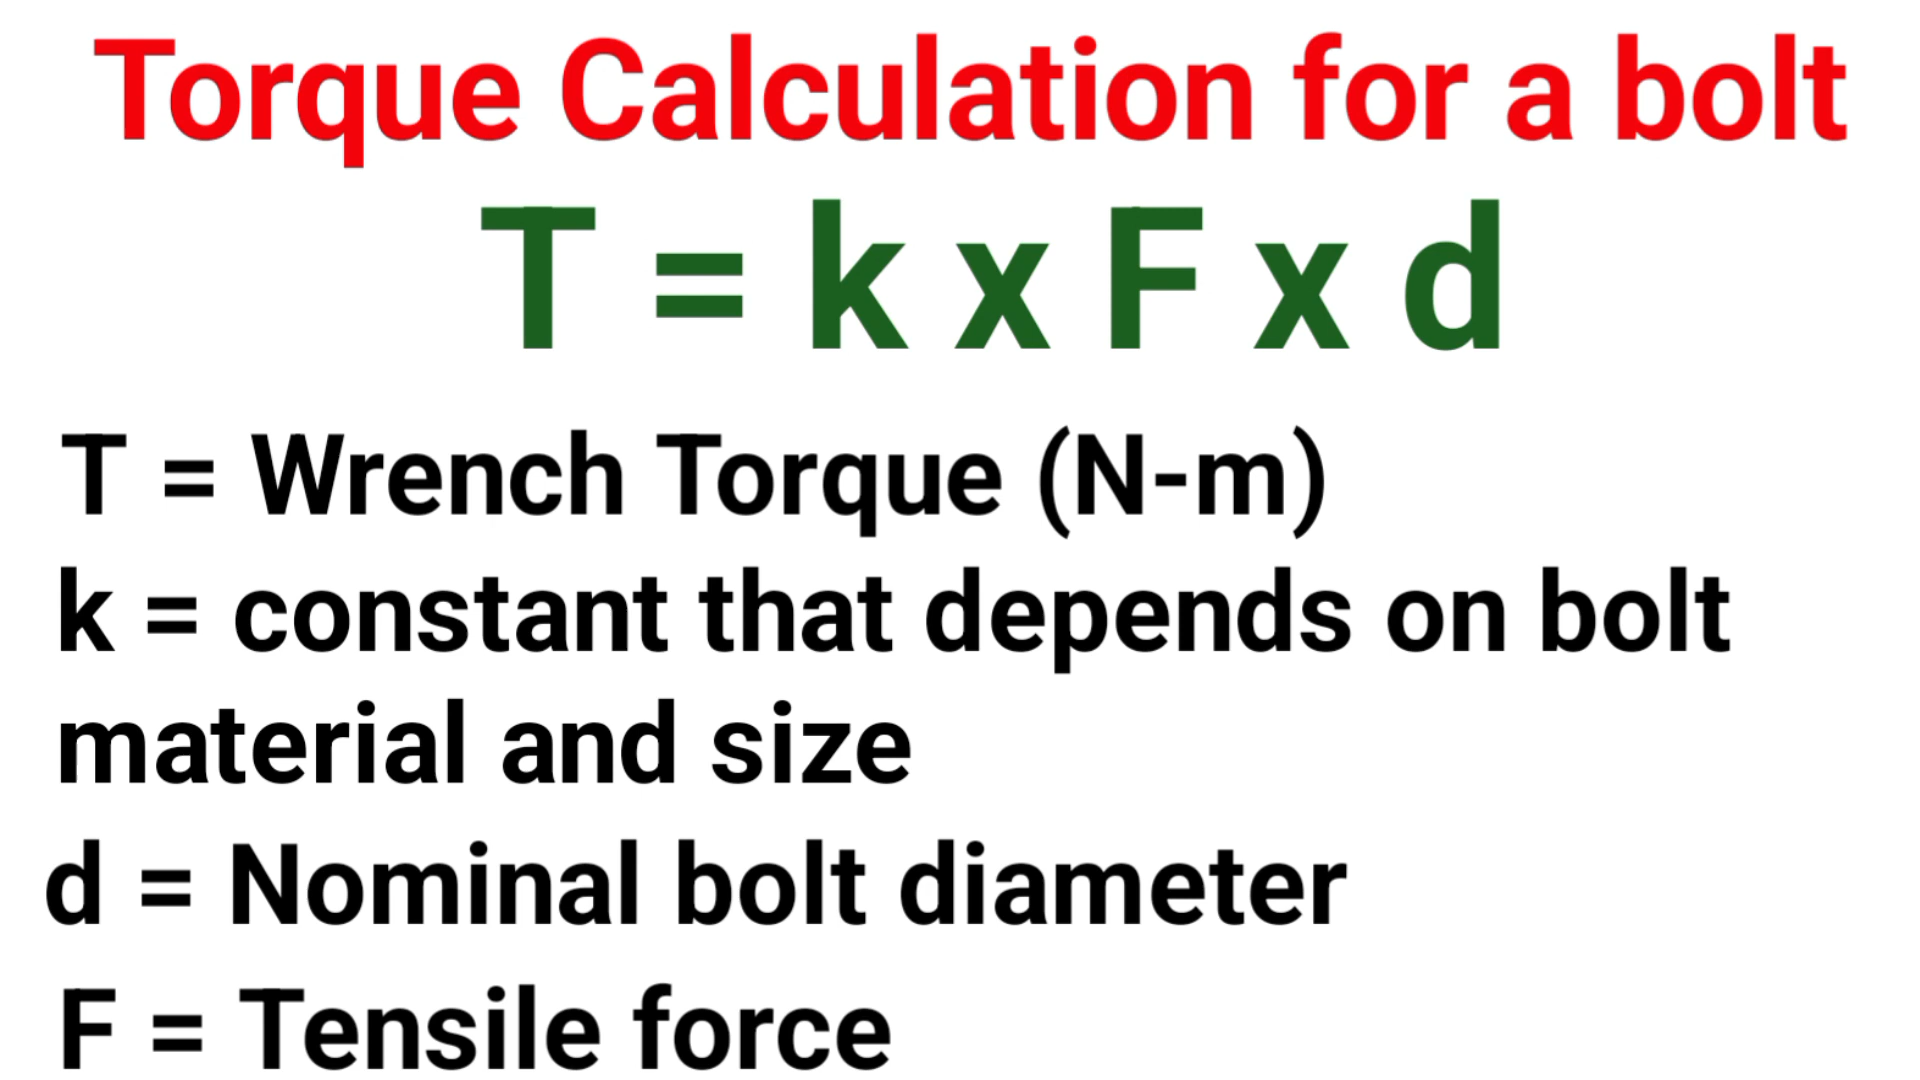 Torque Calculation for a bolt
T = k x F x d
T = Wrench Torque (N-m)
k = constant that depends on bolt
material and size
d = Nominal bolt diameter
F = Tensile force